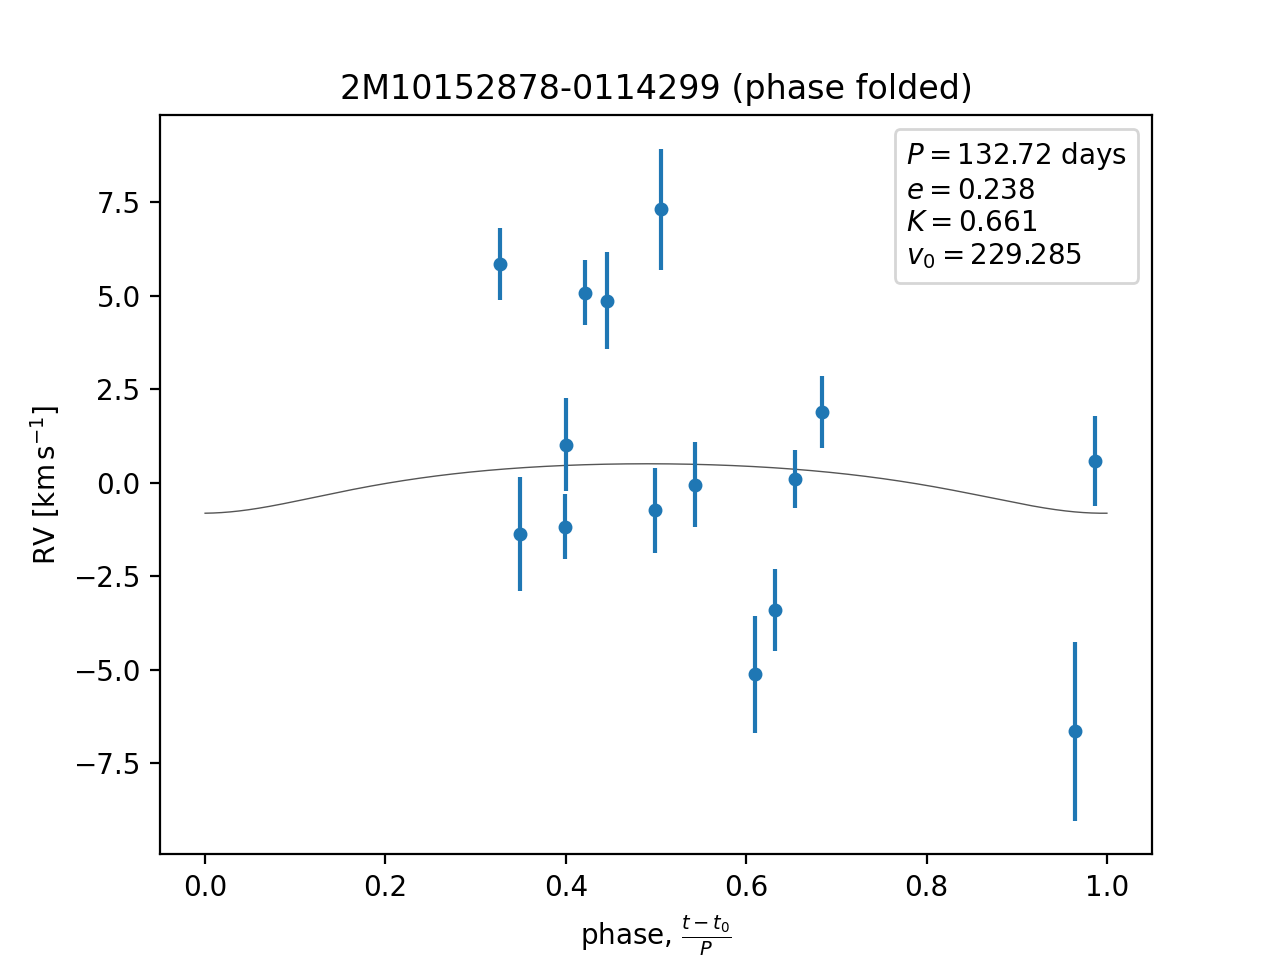 2M10152878-0114299 (phase folded)
P = 132.72 days
e = 0.238
K = 0.661
v₀ = 229.285
7.5
5.0
2.5
0.0
−2.5
−5.0
−7.5
RV [km s⁻¹]
0.0 0.2 0.4 0.6 0.8 1.0
phase, (t − t₀)/P